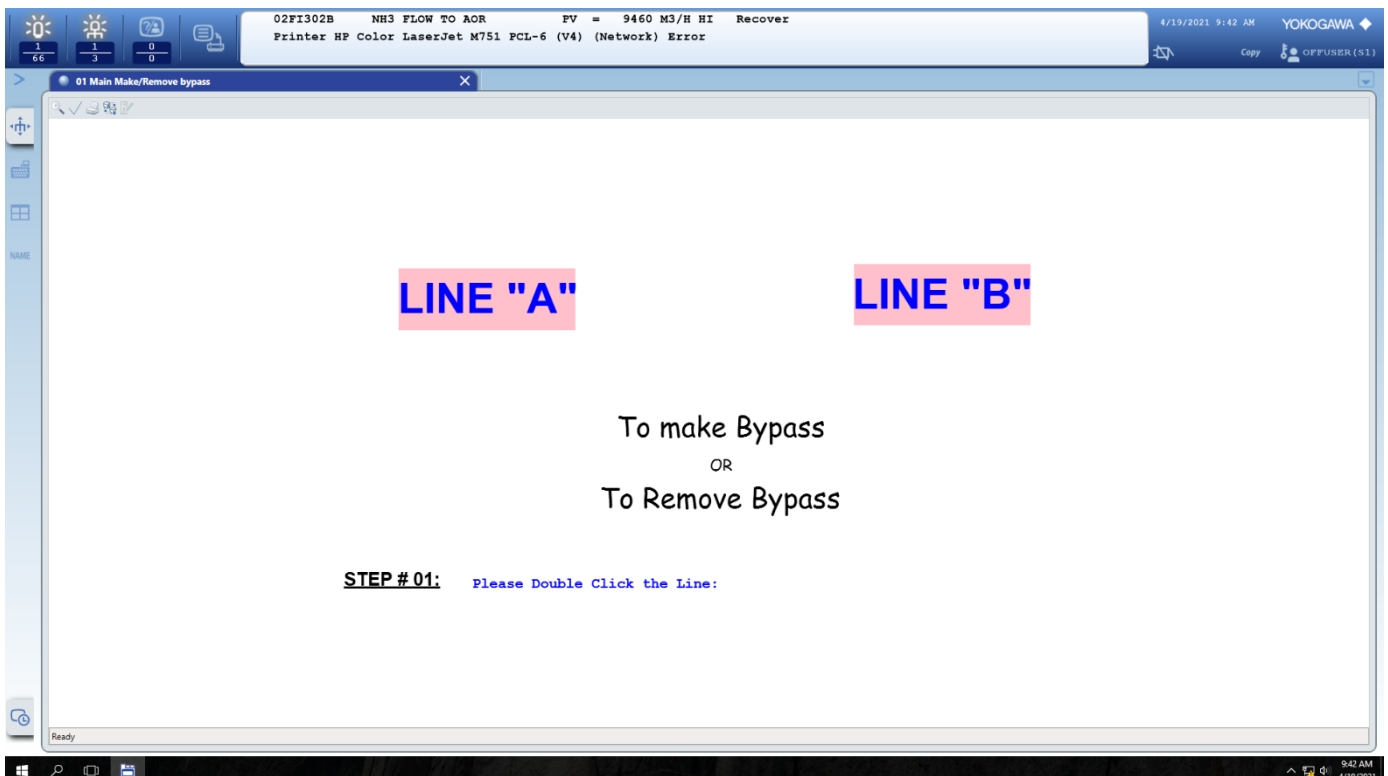 02FI302B NH3 FLOW TO AOR PV = 9460 M3/H HI Recover
Printer HP Color LaserJet M751 PCL-6 (V4) (Network) Error
4/19/2021 9:42 AM
YOKOGAWA
1
66
1
3
0
0
Copy
OFFUSER(S1)
01 Main Make/Remove bypass
NAME
LINE "A"
LINE "B"
To make Bypass
OR
To Remove Bypass
STEP # 01: Please Double Click the Line:
Ready
9:42 AM
4/19/2021